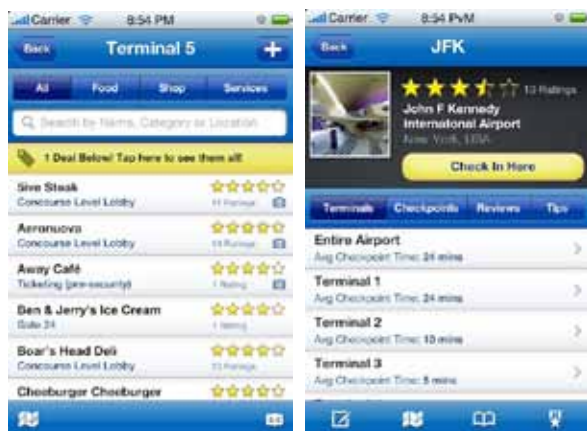 Carrier 8:54 PM
Back Terminal 5 +
All Food Shop Services
Search by Name, Category or Location
1 Deal Below! Tap here to see them all!
5ive Steak
Concourse Level Lobby
Aeronuova
Concourse Level Lobby
Away Café
Ticketing (pre-security)
1 Rating
Ben & Jerry's Ice Cream
Gate 24
1 Rating
Boar's Head Deli
Concourse Level Lobby
Cheeburger Cheeburger
Carrier 8:54 PM
Back JFK
13 Ratings
John F Kennedy
International Airport
New York, USA
Check In Here
Terminals Checkpoints Reviews Tips
Entire Airport
Avg Checkpoint Time: 24 mins
Terminal 1
Avg Checkpoint Time: 24 mins
Terminal 2
Avg Checkpoint Time: 10 mins
Terminal 3
Avg Checkpoint Time: 5 mins